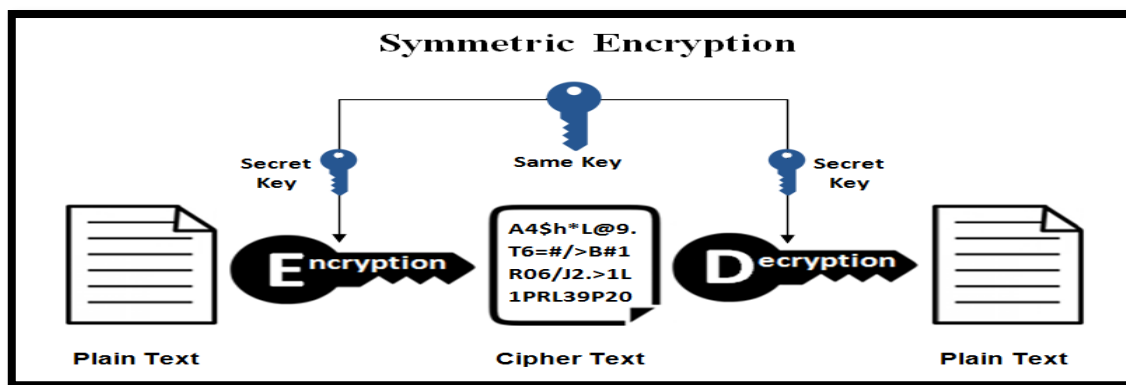 Symmetric Encryption
Secret
Key
Same Key
Secret
Key
Encryption
A4$h*L@9.
T6=#/>B#1
R06/J2.>1L
1PRL39P20
Decryption
Plain Text
Cipher Text
Plain Text